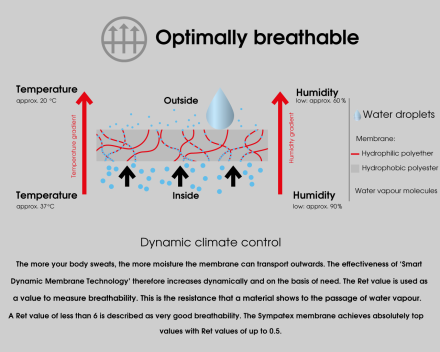 Optimally breathable
Temperature
approx. 20 °C
Outside
Humidity
low: approx. 60%
Water droplets
Temperature gradient
Humidity gradient
Membrane:
Hydrophilic polyether
Hydrophobic polyester
Water vapour molecules
Temperature
approx. 37°C
Inside
Humidity
low: approx. 90%
Dynamic climate control
The more your body sweats, the more moisture the membrane can transport outwards. The effectiveness of ‘Smart
Dynamic Membrane Technology’ therefore increases dynamically and on the basis of need. The Ret value is used as
a value to measure breathability. This is the resistance that a material shows to the passage of water vapour.
A Ret value of less than 6 is described as very good breathability. The Sympatex membrane achieves absolutely top
values with Ret values of up to 0.5.